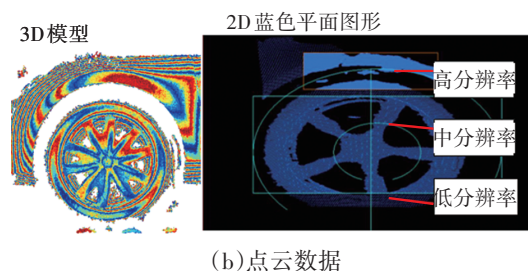 3D模型
2D蓝色平面图形
高分辨率
中分辨率
低分辨率
(b)点云数据